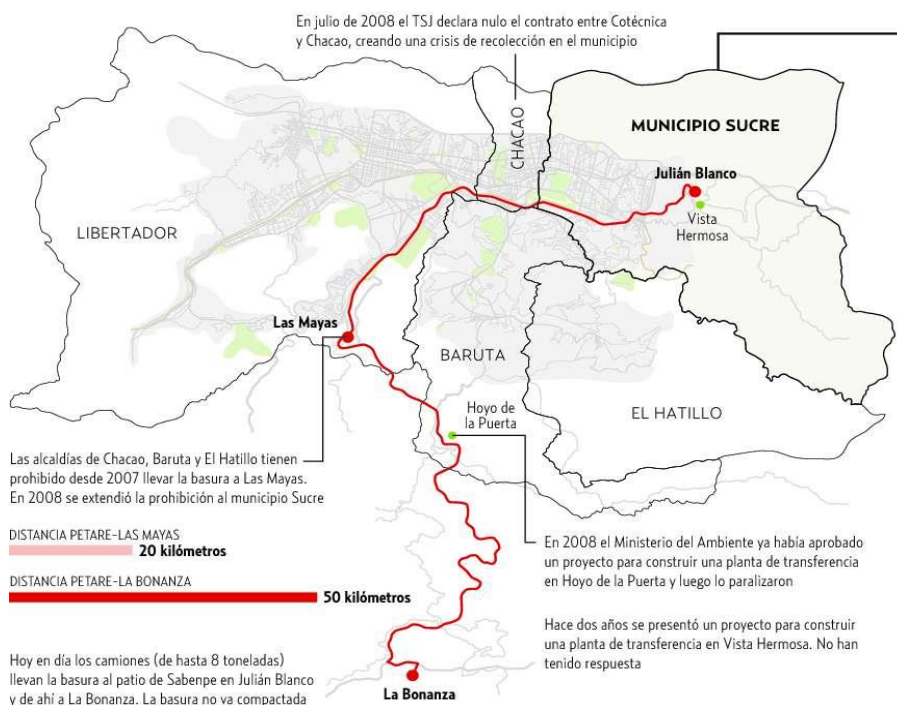 En julio de 2008 el TSJ declara nulo el contrato entre Cotécnica
y Chacao, creando una crisis de recolección en el municipio
CHACAO
MUNICIPIO SUCRE
Julián Blanco
Vista
Hermosa
LIBERTADOR
Las Mayas
BARUTA
EL HATILLO
Hoyo de
la Puerta
Las alcaldías de Chacao, Baruta y El Hatillo tienen
prohibido desde 2007 llevar la basura a Las Mayas.
En 2008 se extendió la prohibición al municipio Sucre
DISTANCIA PETARE-LAS MAYAS
20 kilómetros
DISTANCIA PETARE-LA BONANZA
50 kilómetros
En 2008 el Ministerio del Ambiente ya había aprobado
un proyecto para construir una planta de transferencia
en Hoyo de la Puerta y luego lo paralizaron
Hace dos años se presentó un proyecto para construir
una planta de transferencia en Vista Hermosa. No han
tenido respuesta
Hoy en día los camiones (de hasta 8 toneladas)
llevan la basura al patio de Sabenpe en Julián Blanco
y de ahí a La Bonanza. La basura no va compactada
La Bonanza